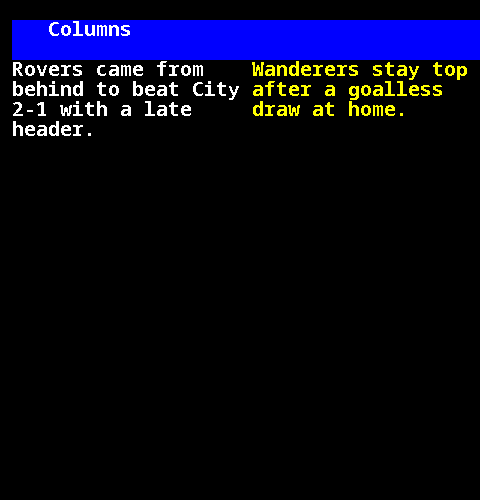 Columns
Rovers came from
behind to beat City
2-1 with a late
header.
Wanderers stay top
after a goalless
draw at home.